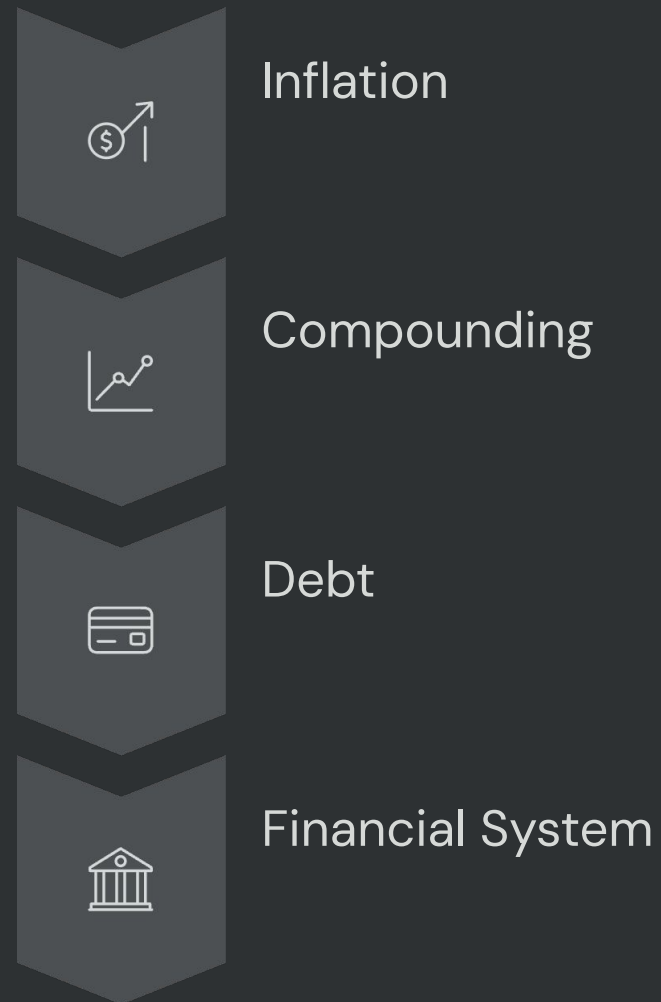 Inflation
Compounding
Debt
Financial System
$